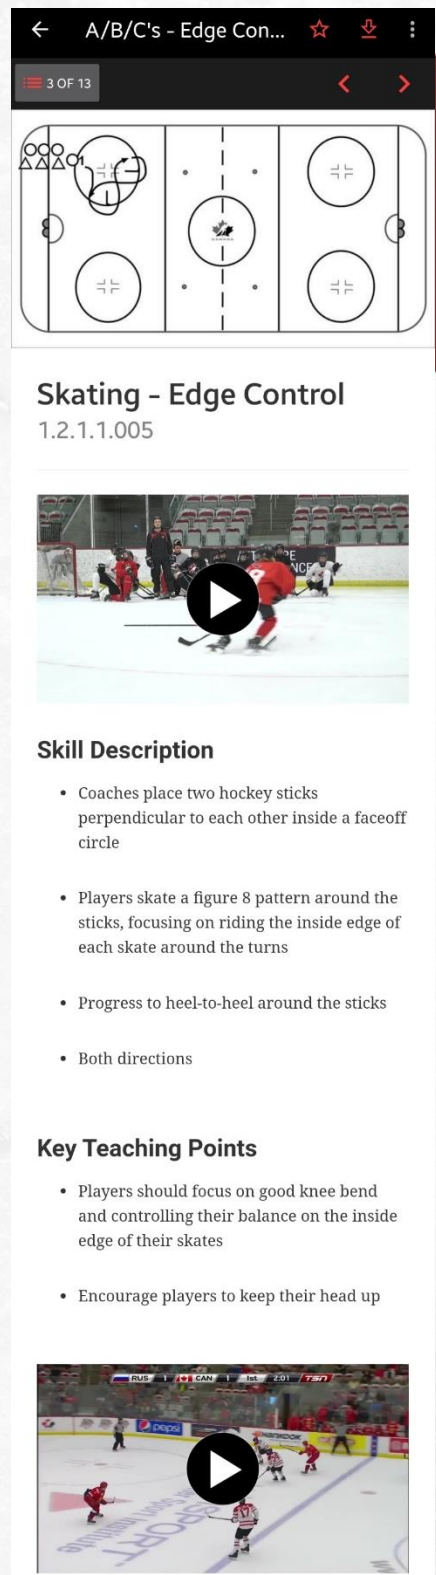 A/B/C's - Edge Con...
3 OF 13
1
Skating - Edge Control
1.2.1.1.005
Skill Description
• Coaches place two hockey sticks
perpendicular to each other inside a faceoff
circle
• Players skate a figure 8 pattern around the
sticks, focusing on riding the inside edge of
each skate around the turns
• Progress to heel-to-heel around the sticks
• Both directions
Key Teaching Points
• Players should focus on good knee bend
and controlling their balance on the inside
edge of their skates
• Encourage players to keep their head up
RUS 1 CAN 1 1st 2:01 TSN
pepsi
HANKOOK
SPORT